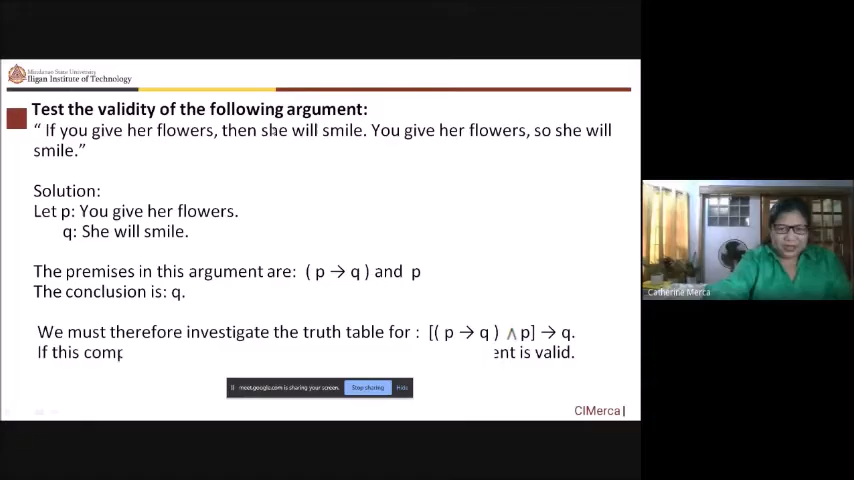 Mindanao State University
Iligan Institute of Technology
Test the validity of the following argument:
“ If you give her flowers, then she will smile. You give her flowers, so she will
smile.”
Solution:
Let p: You give her flowers.
q: She will smile.
The premises in this argument are: ( p → q ) and p
The conclusion is: q.
We must therefore investigate the truth table for : [( p → q ) ∧ p] → q.
If this comp ent is valid.
meet.google.com is sharing your screen. Stop sharing Hide
CIMerca|
Catherine Merca